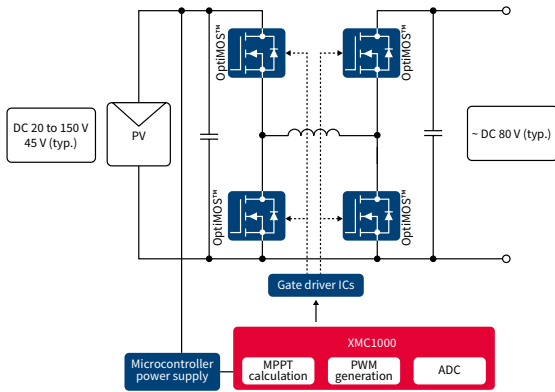 OptiMOS™
OptiMOS™
DC 20 to 150 V
45 V (typ.)
PV
~ DC 80 V (typ.)
OptiMOS™
OptiMOS™
Gate driver ICs
XMC1000
Microcontroller
power supply
MPPT
calculation
PWM
generation
ADC